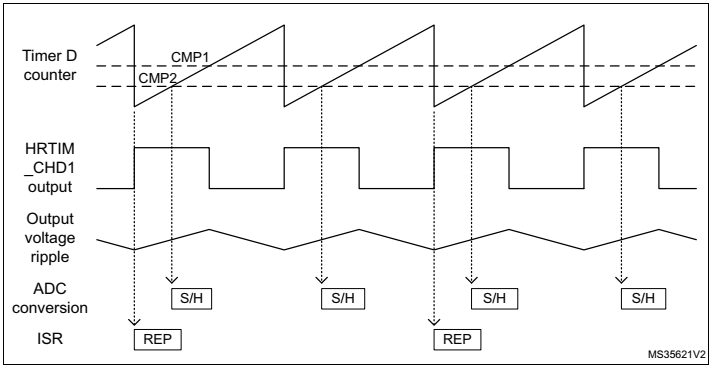 Timer D
counter
CMP1
CMP2
HRTIM
_CHD1
output
Output
voltage
ripple
ADC
conversion
S/H
S/H
S/H
S/H
ISR
REP
REP
MS35621V2